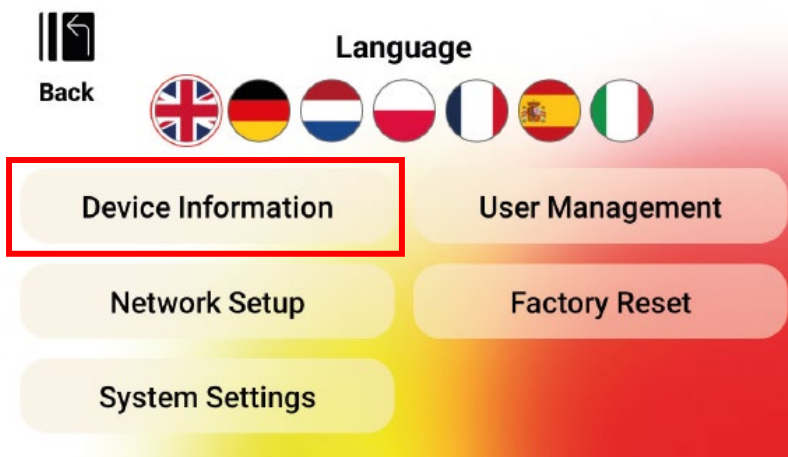 Language
Back
Device Information
User Management
Network Setup
Factory Reset
System Settings